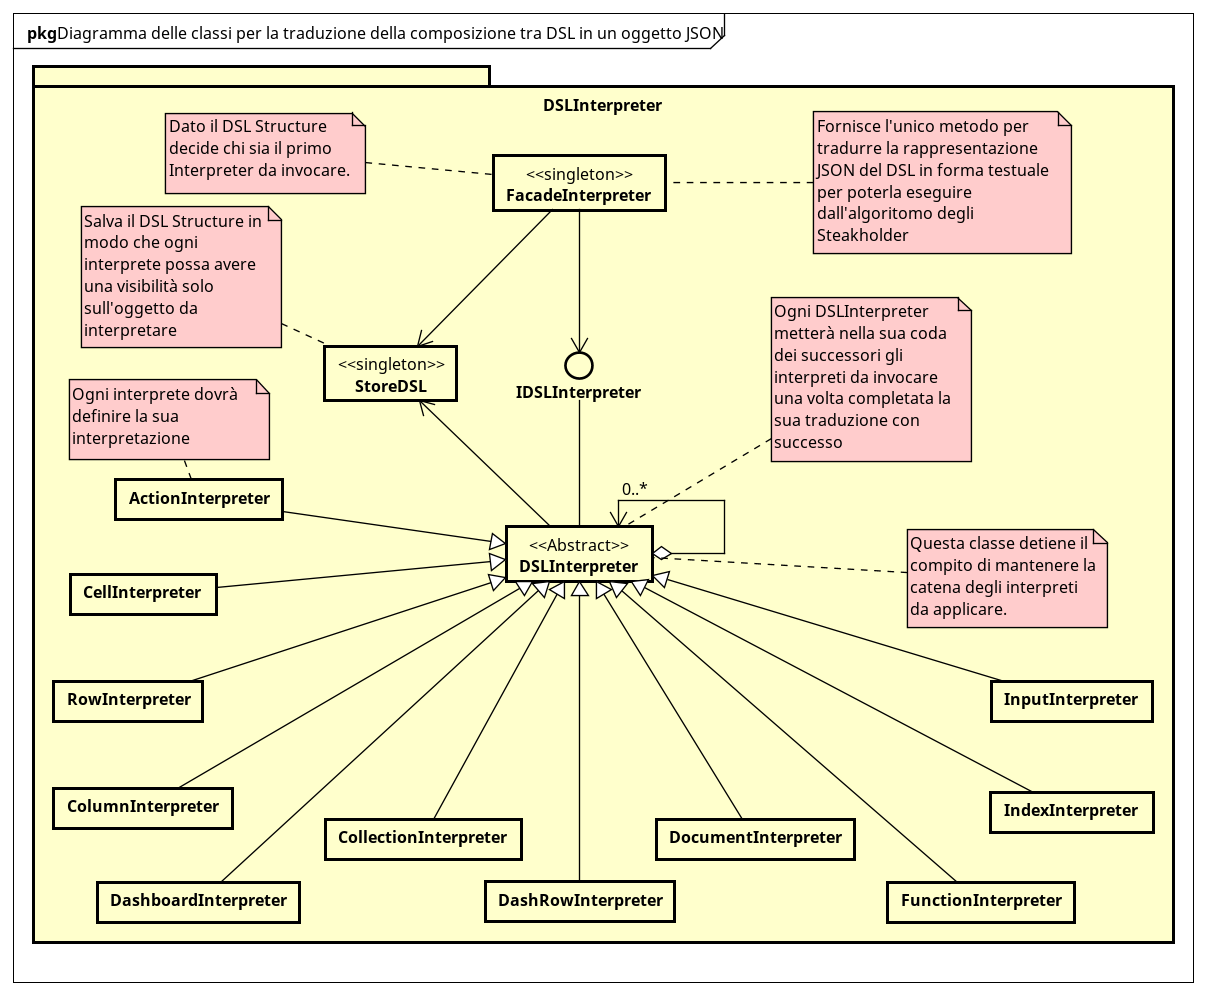 pkgDiagramma delle classi per la traduzione della composizione tra DSL in un oggetto JSON
DSLInterpreter
Dato il DSL Structure
decide chi sia il primo
Interpreter da invocare.
<<singleton>>
FacadeInterpreter
Fornisce l'unico metodo per
tradurre la rappresentazione
JSON del DSL in forma testuale
per poterla eseguire
dall'algoritomo degli
Steakholder
Salva il DSL Structure in
modo che ogni
interprete possa avere
una visibilità solo
sull'oggetto da
interpretare
Ogni DSLInterpreter
metterà nella sua coda
dei successori gli
interpreti da invocare
una volta completata la
sua traduzione con
successo
<<singleton>>
StoreDSL
IDSLInterpreter
Ogni interprete dovrà
definire la sua
interpretazione
ActionInterpreter
0..*
<<Abstract>>
DSLInterpreter
Questa classe detiene il
compito di mantenere la
catena degli interpreti
da applicare.
CellInterpreter
RowInterpreter
InputInterpreter
ColumnInterpreter
IndexInterpreter
CollectionInterpreter
DocumentInterpreter
DashboardInterpreter
DashRowInterpreter
FunctionInterpreter